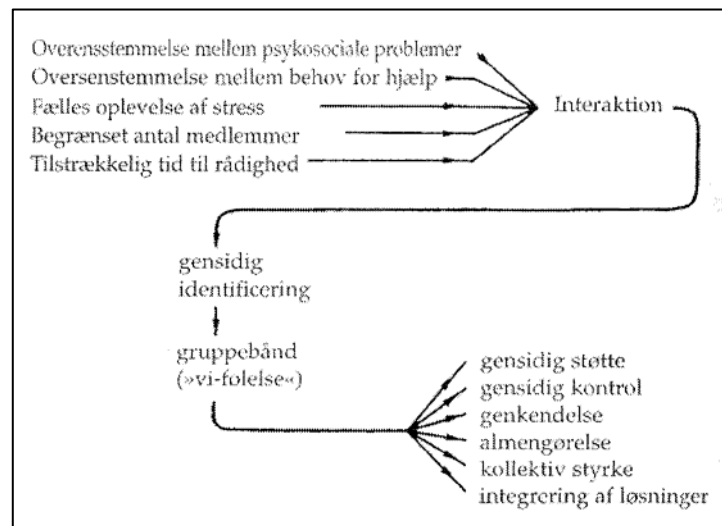 Overensstemmelse mellem psykosociale problemer
Oversenstemmelse mellem behov for hjælp
Fælles oplevelse af stress
Interaktion
Begrænset antal medlemmer
Tilstrækkelig tid til rådighed
gensidig
identificering
gruppebånd
(»vi-følelse«)
gensidig støtte
gensidig kontrol
genkendelse
almengørelse
kollektiv styrke
integrering af løsninger